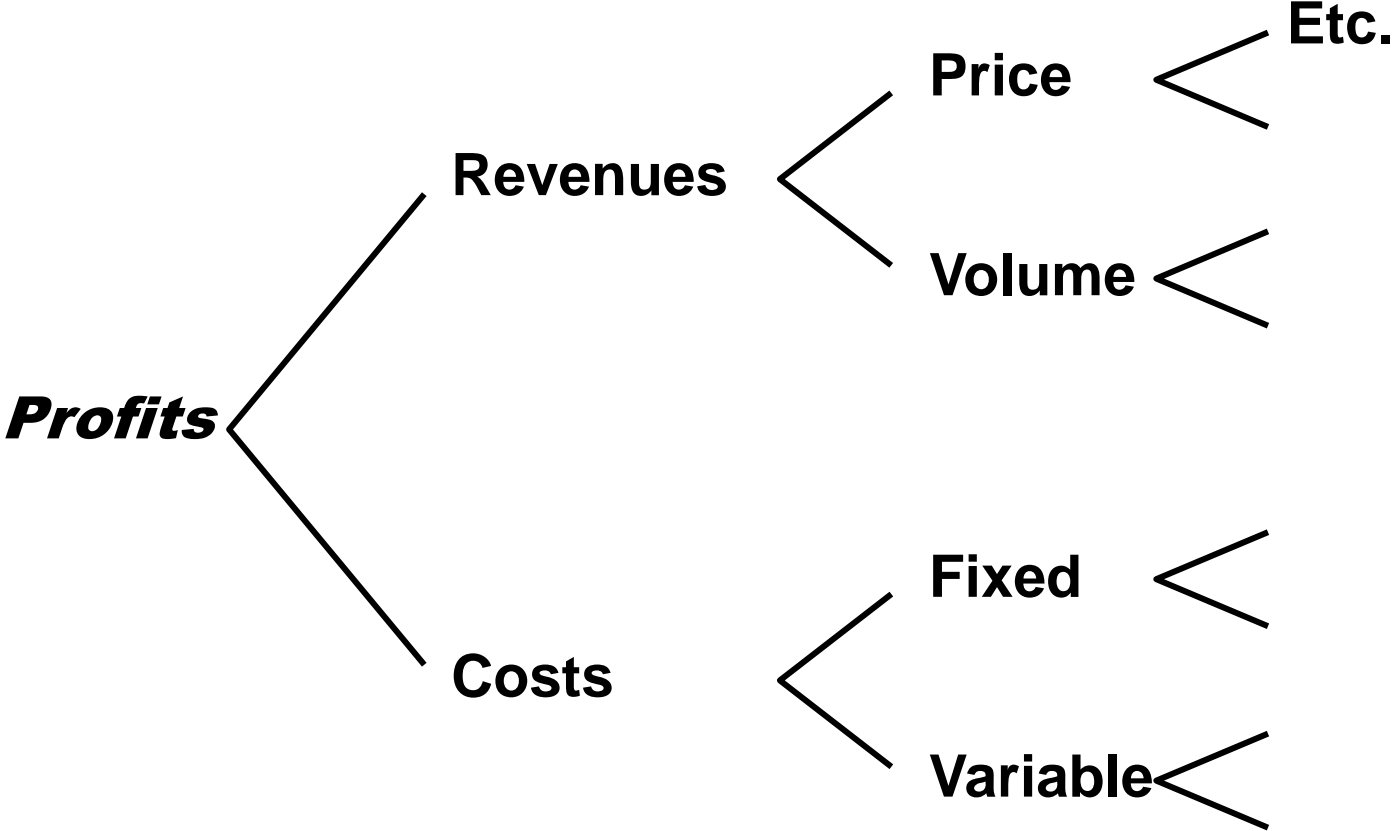 Etc.
Price
Revenues
Volume
Profits
Fixed
Costs
Variable